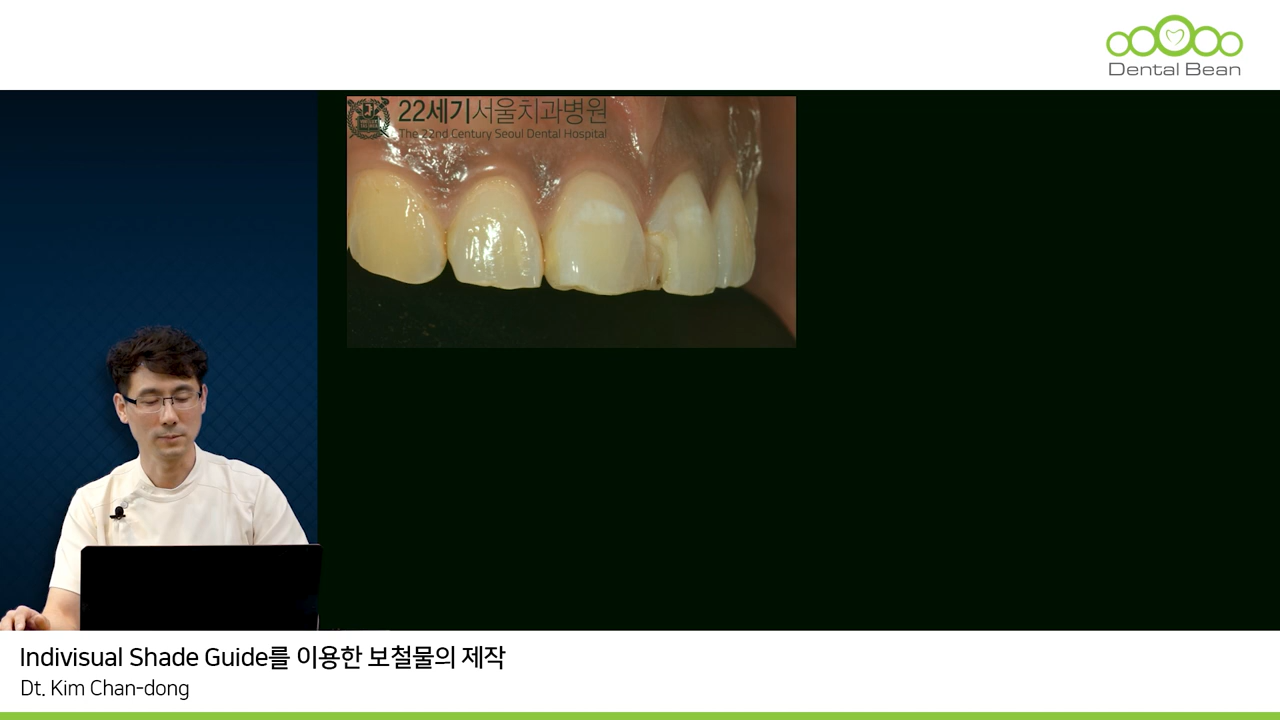 Dental Bean
22세기서울치과병원
The 22nd Century Seoul Dental Hospital
Indivisual Shade Guide를 이용한 보철물의 제작
Dt. Kim Chan-dong